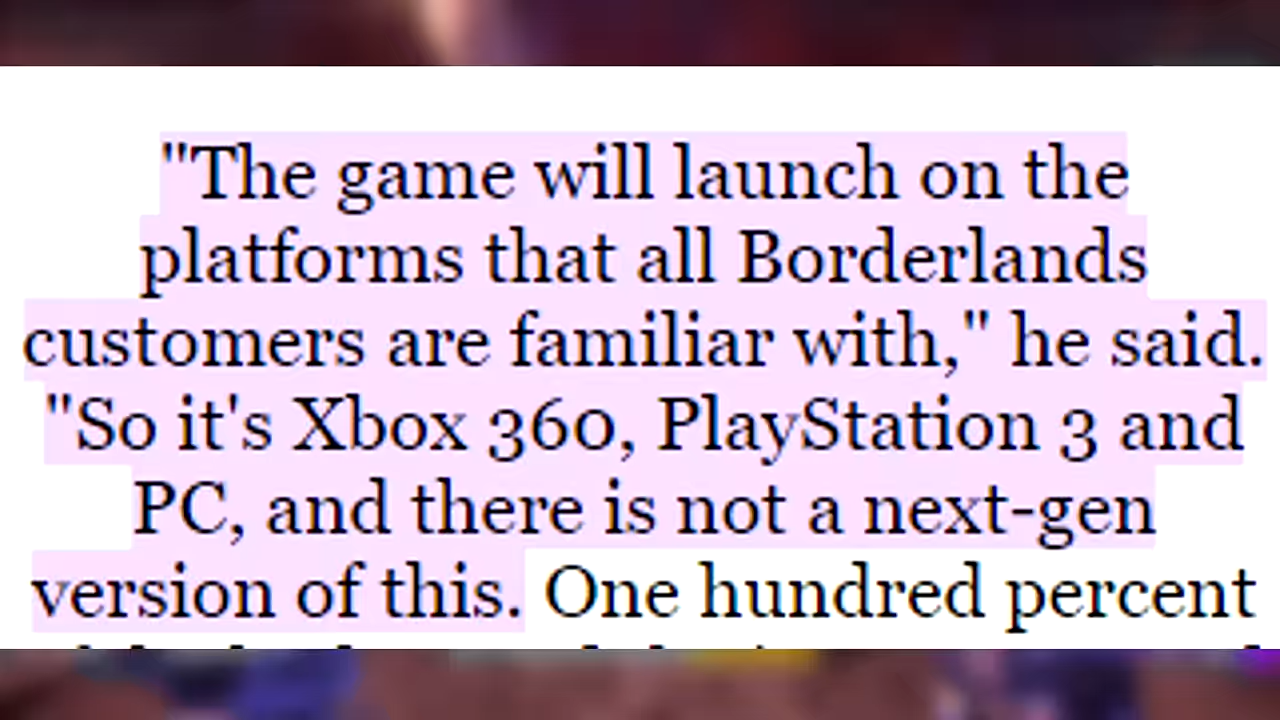 "The game will launch on the
platforms that all Borderlands
customers are familiar with," he said.
"So it's Xbox 360, PlayStation 3 and
PC, and there is not a next-gen
version of this. One hundred percent